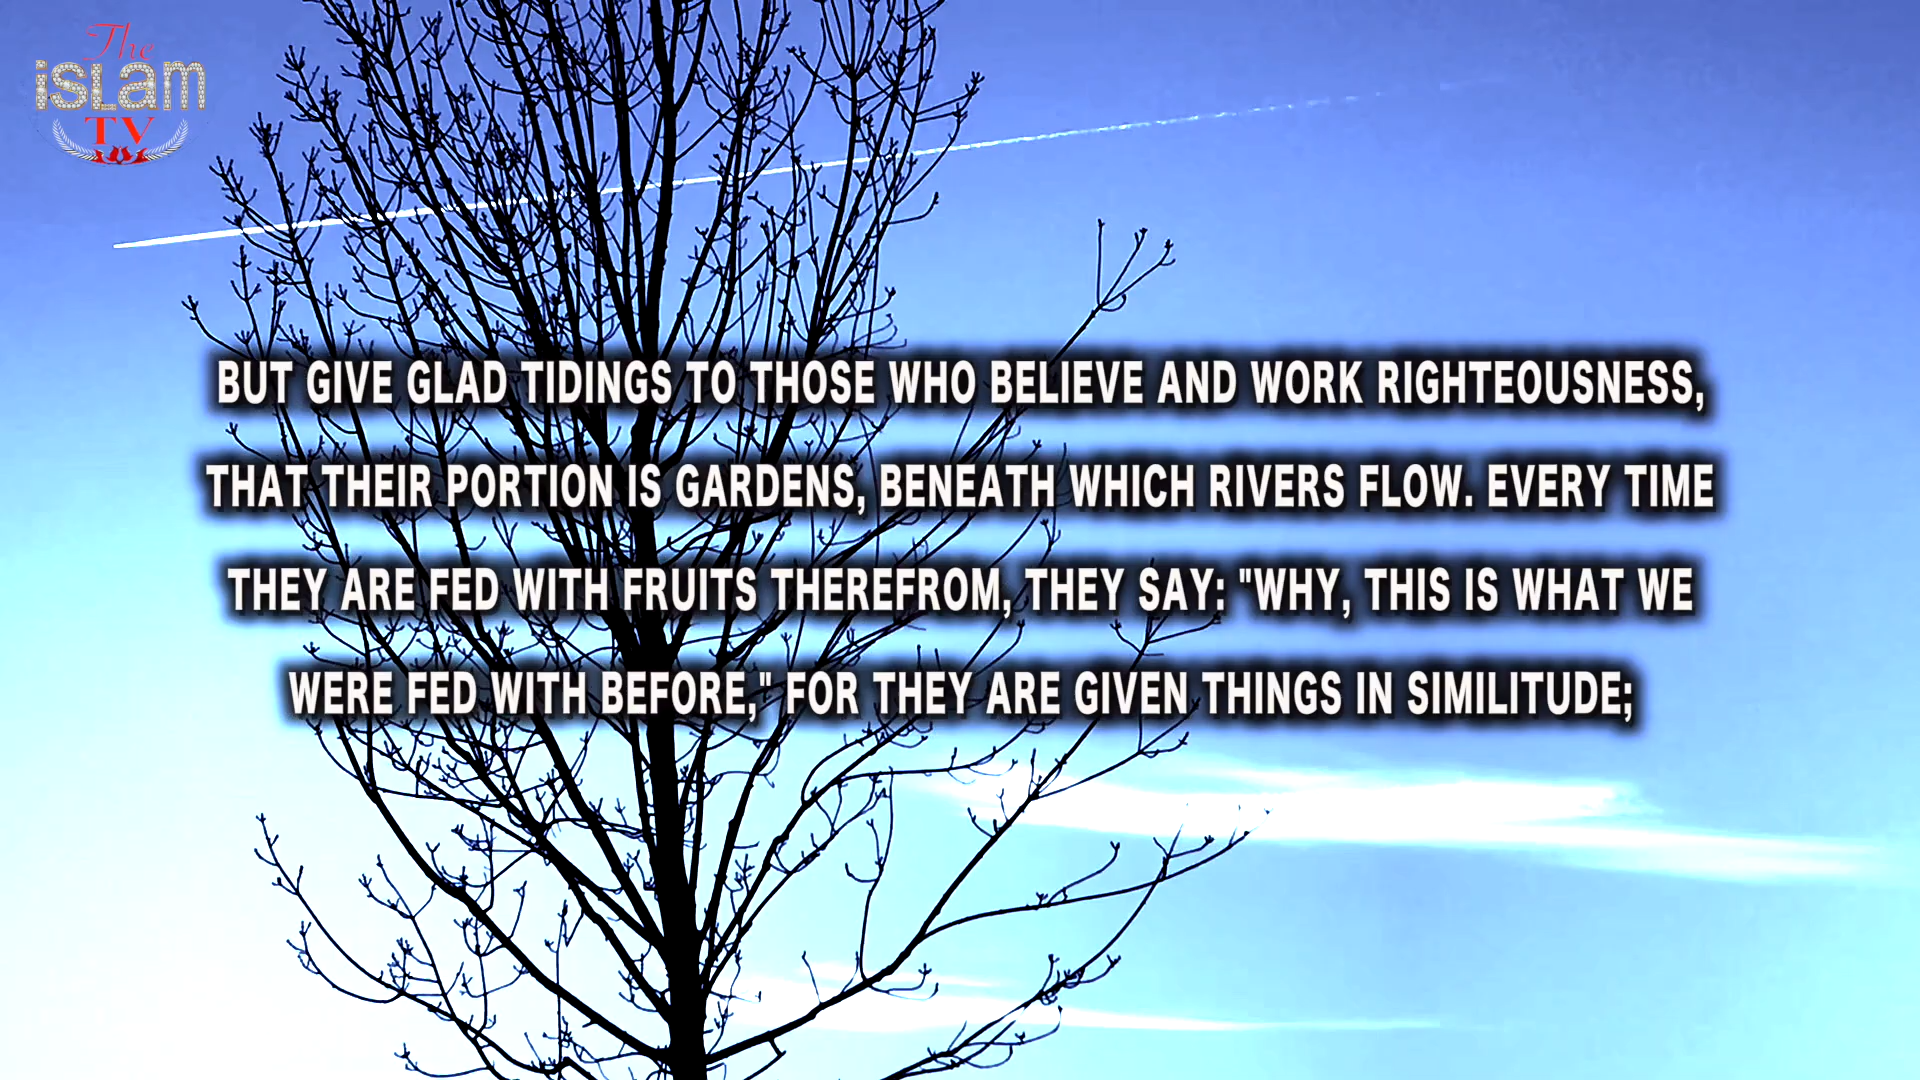 The
isLam
TV
BUT GIVE GLAD TIDINGS TO THOSE WHO BELIEVE AND WORK RIGHTEOUSNESS,
THAT THEIR PORTION IS GARDENS, BENEATH WHICH RIVERS FLOW. EVERY TIME
THEY ARE FED WITH FRUITS THEREFROM, THEY SAY: "WHY, THIS IS WHAT WE
WERE FED WITH BEFORE," FOR THEY ARE GIVEN THINGS IN SIMILITUDE;